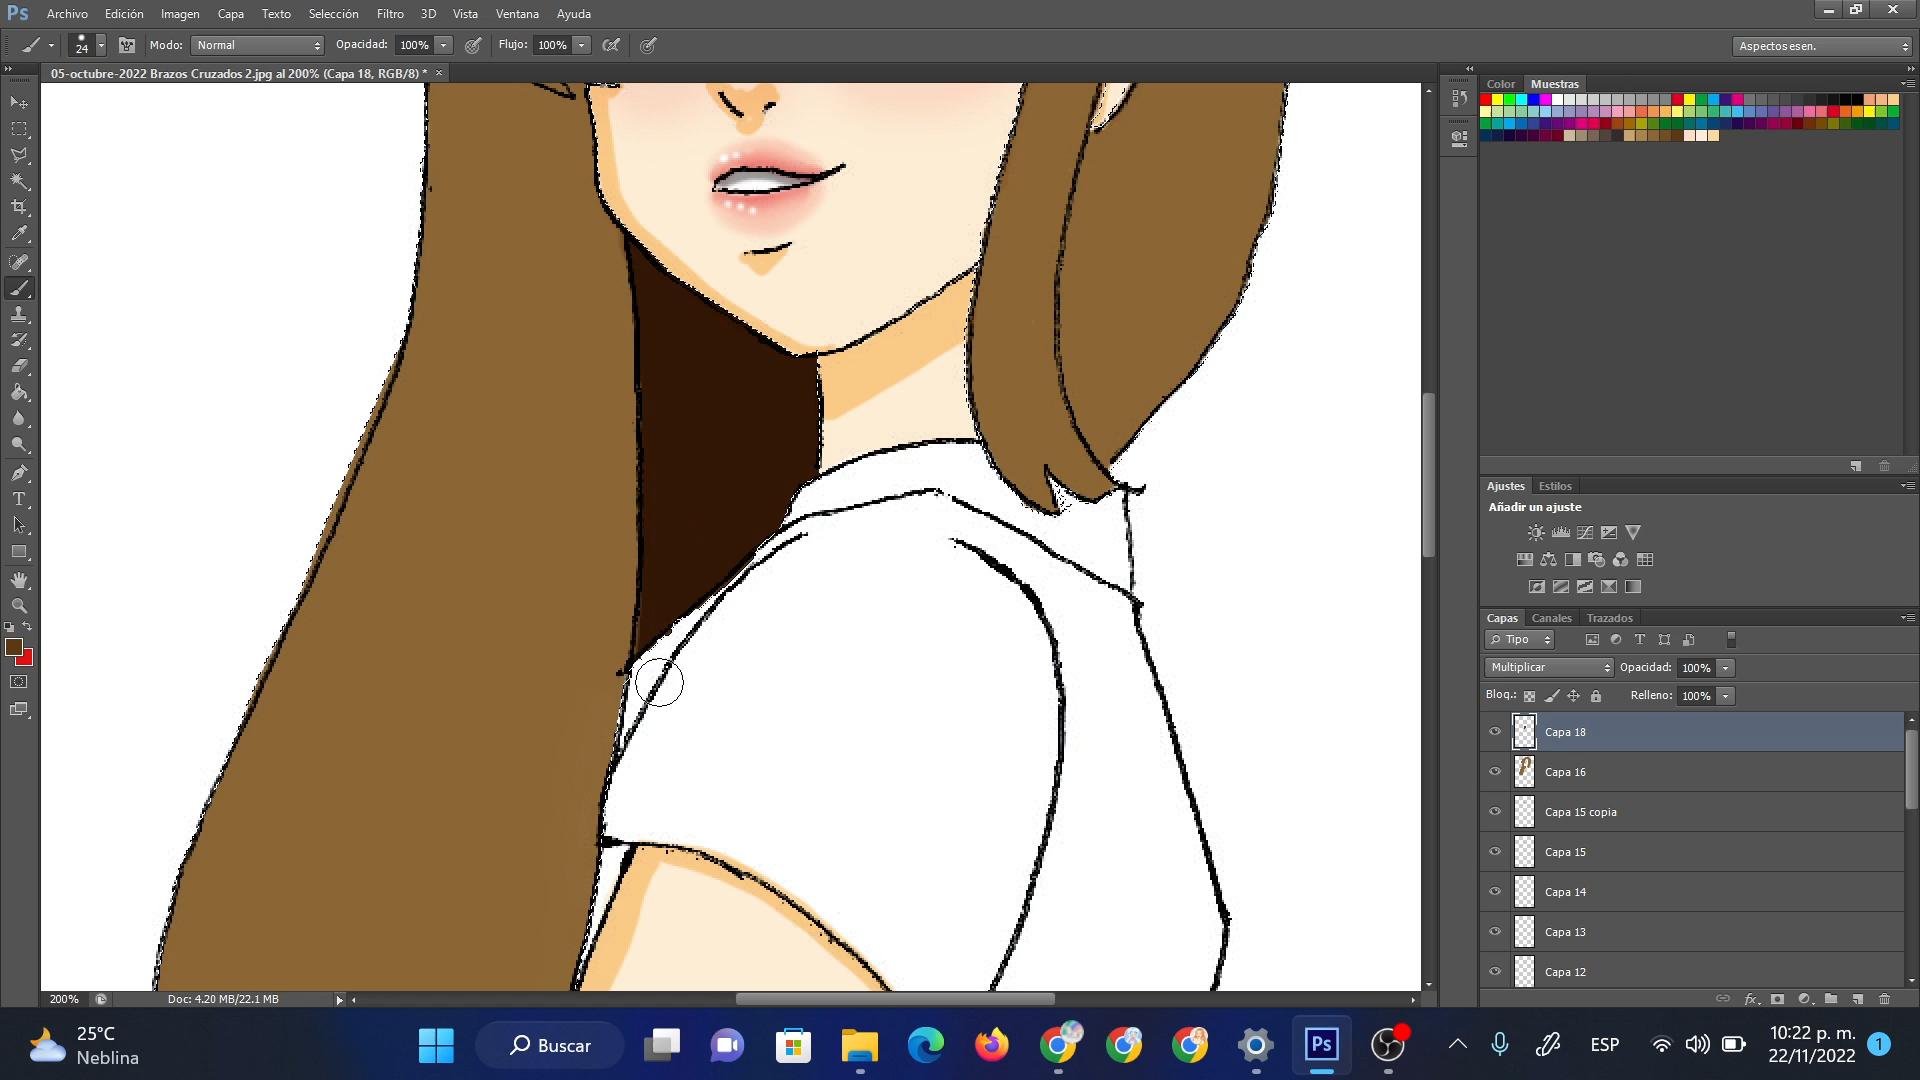 Ps Archivo Edición Imagen Capa Texto Selección Filtro 3D Vista Ventana Ayuda
24 Modo: Normal Opacidad: 100% Flujo: 100% Aspectos esen.
05-octubre-2022 Brazos Cruzados 2.jpg al 200% (Capa 18, RGB/8) * ×
Color Muestras
Ajustes Estilos
Añadir un ajuste
Capas Canales Trazados
Tipo
Multiplicar Opacidad: 100%
Bloq.: Relleno: 100%
Capa 18
Capa 16
Capa 15 copia
Capa 15
Capa 14
Capa 13
Capa 12
200% Doc: 4.20 MB/22.1 MB
25°C
Neblina
Buscar
Ps
ESP
10:22 p. m.
22/11/2022
1